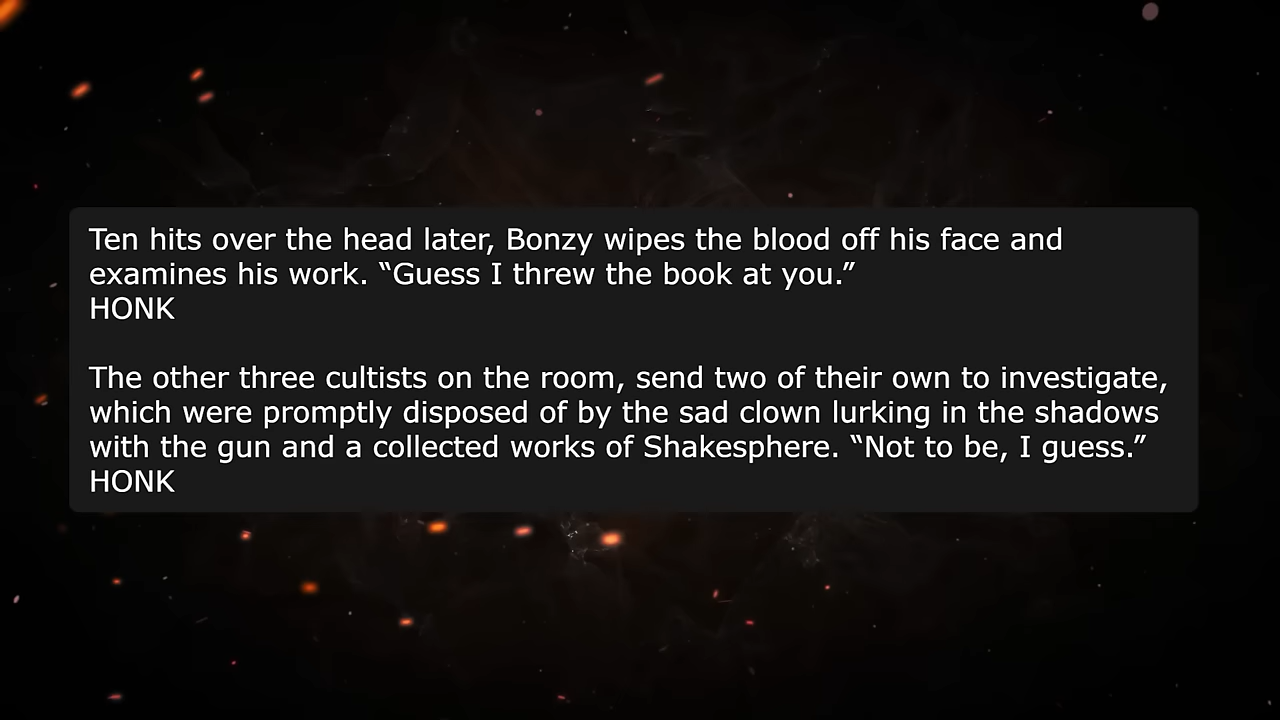 Ten hits over the head later, Bonzy wipes the blood off his face and
examines his work. “Guess I threw the book at you.”
HONK
The other three cultists on the room, send two of their own to investigate,
which were promptly disposed of by the sad clown lurking in the shadows
with the gun and a collected works of Shakesphere. “Not to be, I guess.”
HONK